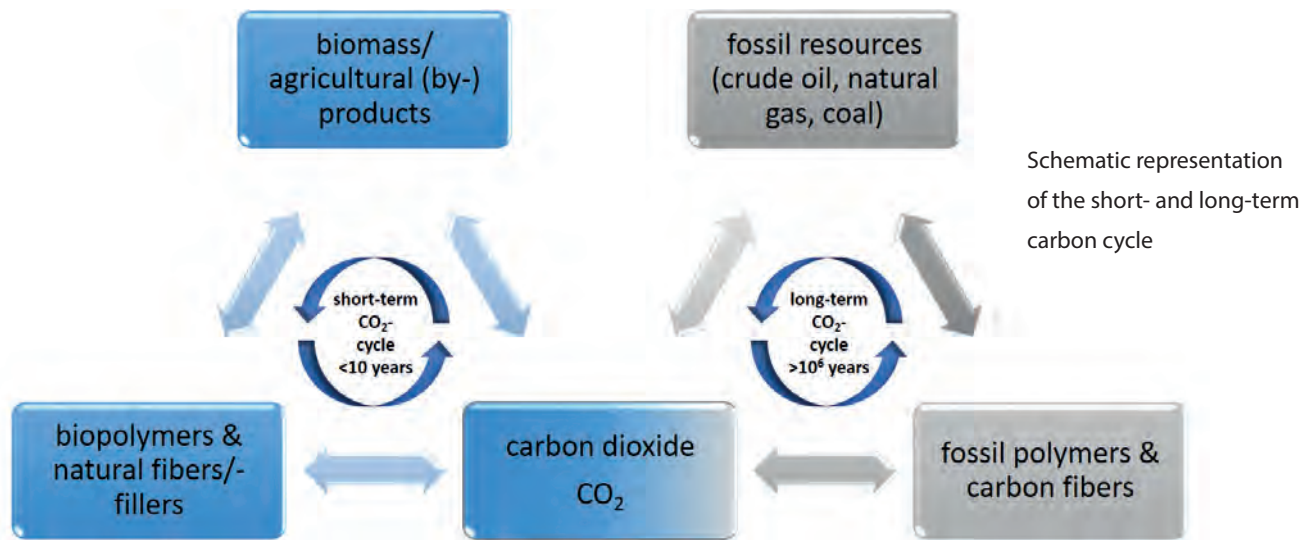 biomass/
agricultural (by-)
products
fossil resources
(crude oil, natural
gas, coal)
Schematic representation
of the short- and long-term
carbon cycle
short-term
CO₂-
cycle
<10 years
long-term
CO₂-
cycle
>10⁶ years
biopolymers &
natural fibers/-
fillers
carbon dioxide
CO₂
fossil polymers &
carbon fibers